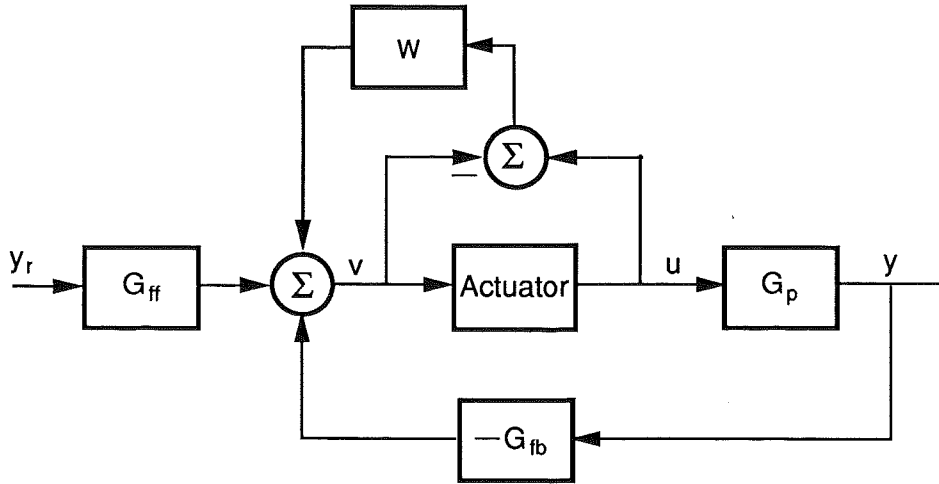 W
Σ
—
y_r
G_ff
Σ
v
Actuator
u
G_p
y
—G_fb